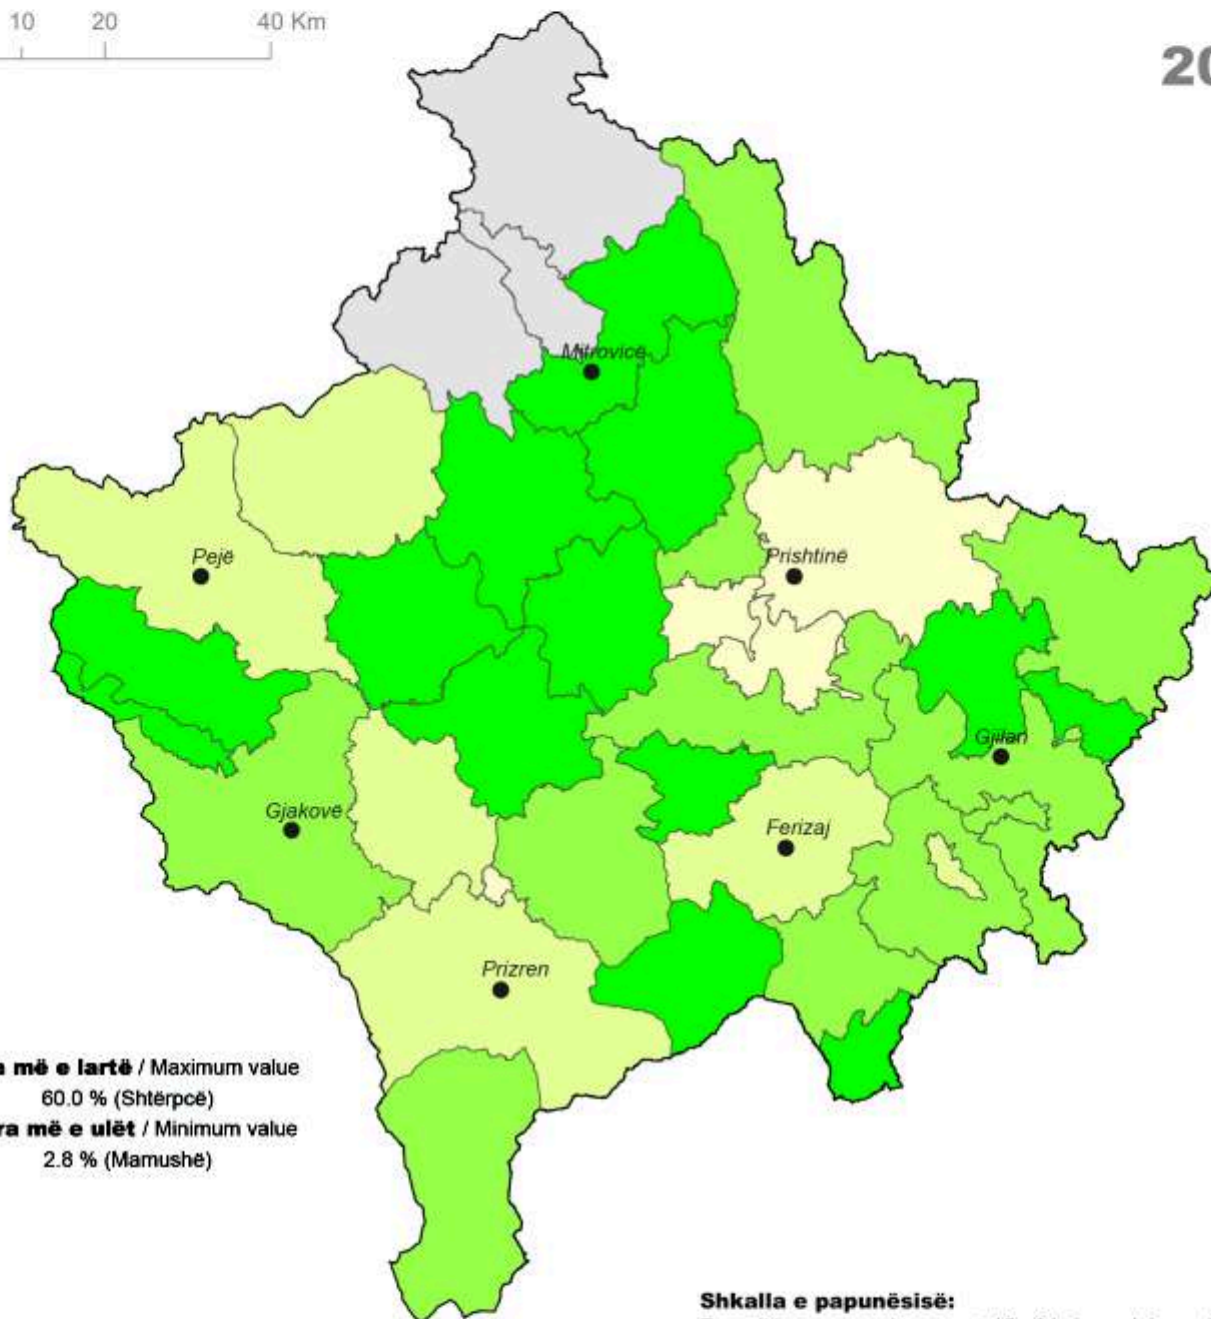 10 20 40 Km
20
Mitrovicë
Pejë
Prishtinë
Gjilan
Gjakovë
Ferizaj
Prizren
më e lartë / Maximum value
60.0 % (Shtërpcë)
më e ulët / Minimum value
2.8 % (Mamushë)
Shkalla e papunësisë: